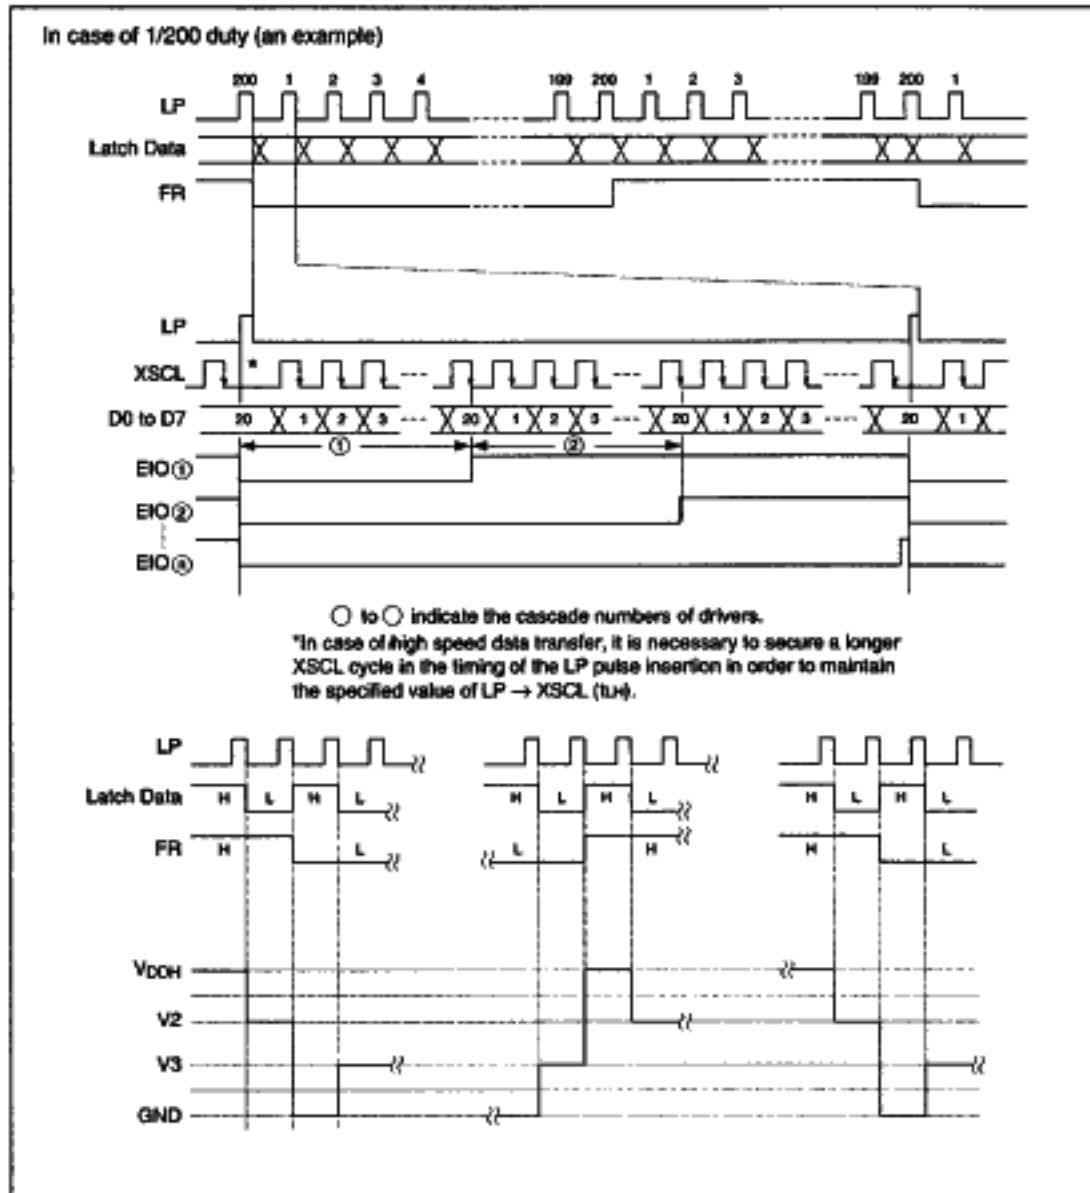 In case of 1/200 duty (an example)
200 1 2 3 4 199 200 1 2 3 199 200 1
LP
Latch Data
FR
LP
XSCL *
D0 to D7 20 1 2 3 20 1 2 3 20 1 2 3 20 1
① ②
EIO①
EIO②
EIO
○ to ○ indicate the cascade numbers of drivers.
*In case of high speed data transfer, it is necessary to secure a longer
XSCL cycle in the timing of the LP pulse insertion in order to maintain
the specified value of LP → XSCL (tLH).
LP
Latch Data H L H L H L H L H L H L
FR H L L H H L
VDDH
V2
V3
GND